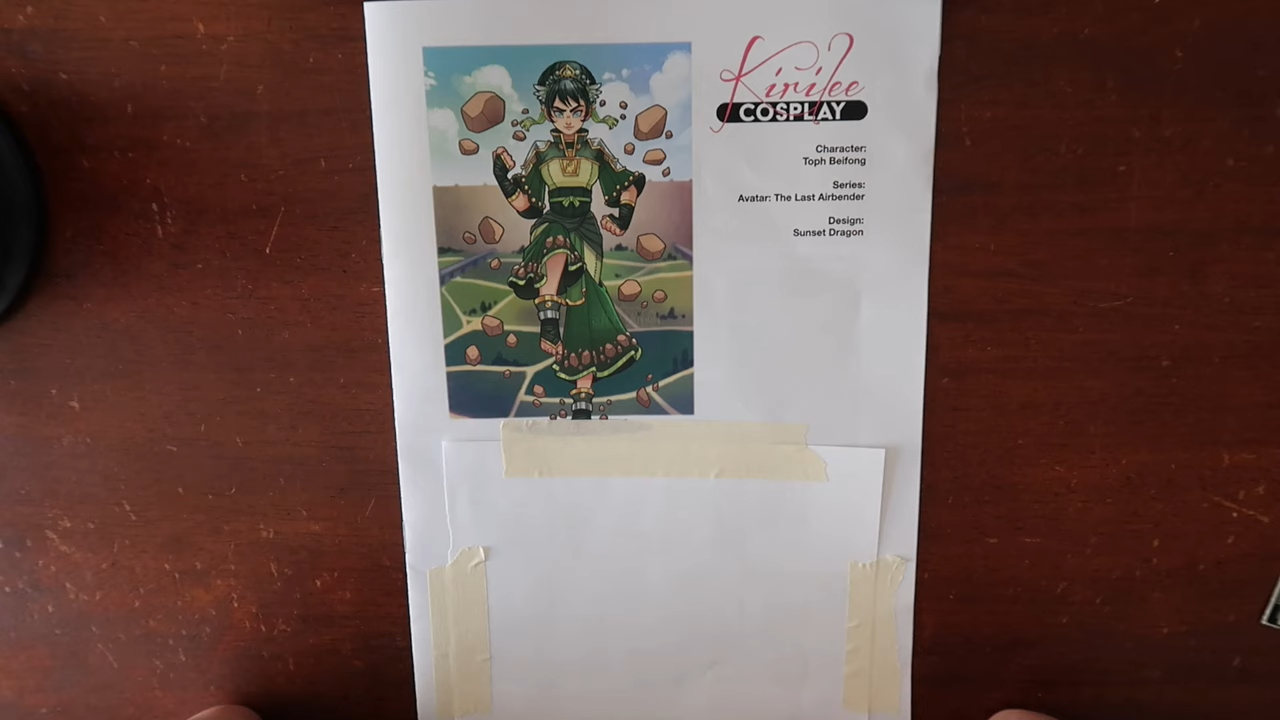 Kirilee
COSPLAY
Character:
Toph Beifong
Series:
Avatar: The Last Airbender
Design:
Sunset Dragon